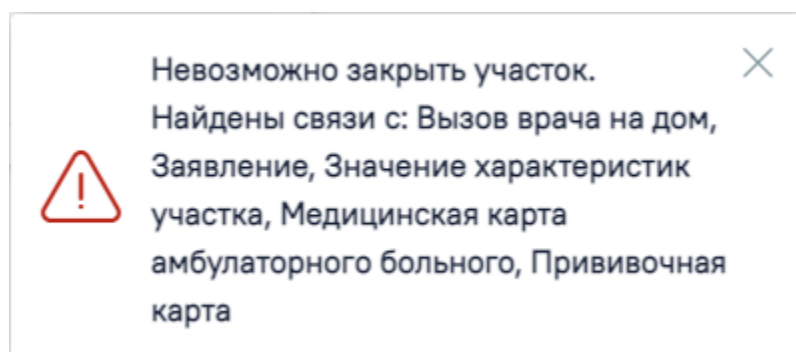 Невозможно закрыть участок.
Найдены связи с: Вызов врача на дом,
Заявление, Значение характеристик
участка, Медицинская карта
амбулаторного больного, Прививочная
карта